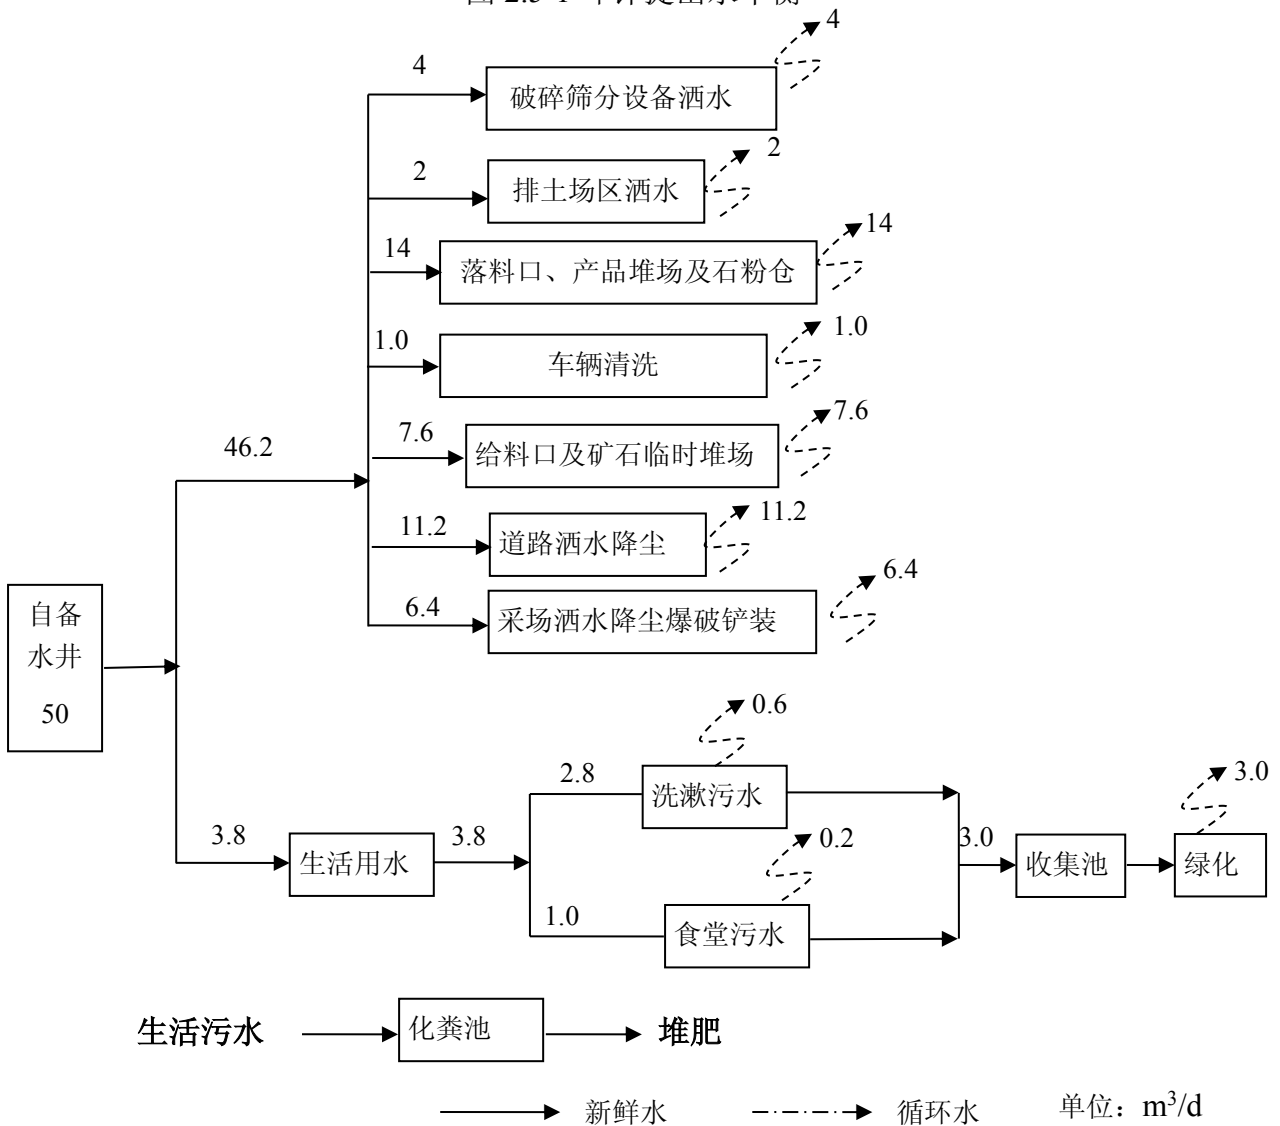 4
4
破碎筛分设备洒水
2
2
排土场区洒水
14
14
落料口、产品堆场及石粉仓
1.0
1.0
车辆清洗
7.6
7.6
给料口及矿石临时堆场
46.2
11.2
11.2
道路洒水降尘
6.4
6.4
采场洒水降尘爆破铲装
自备
水井
50
0.6
2.8
洗漱污水
3.0
3.8
生活用水
3.8
0.2
3.0
收集池
绿化
1.0
食堂污水
生活污水
化粪池
堆肥
新鲜水
循环水
单位：m³/d